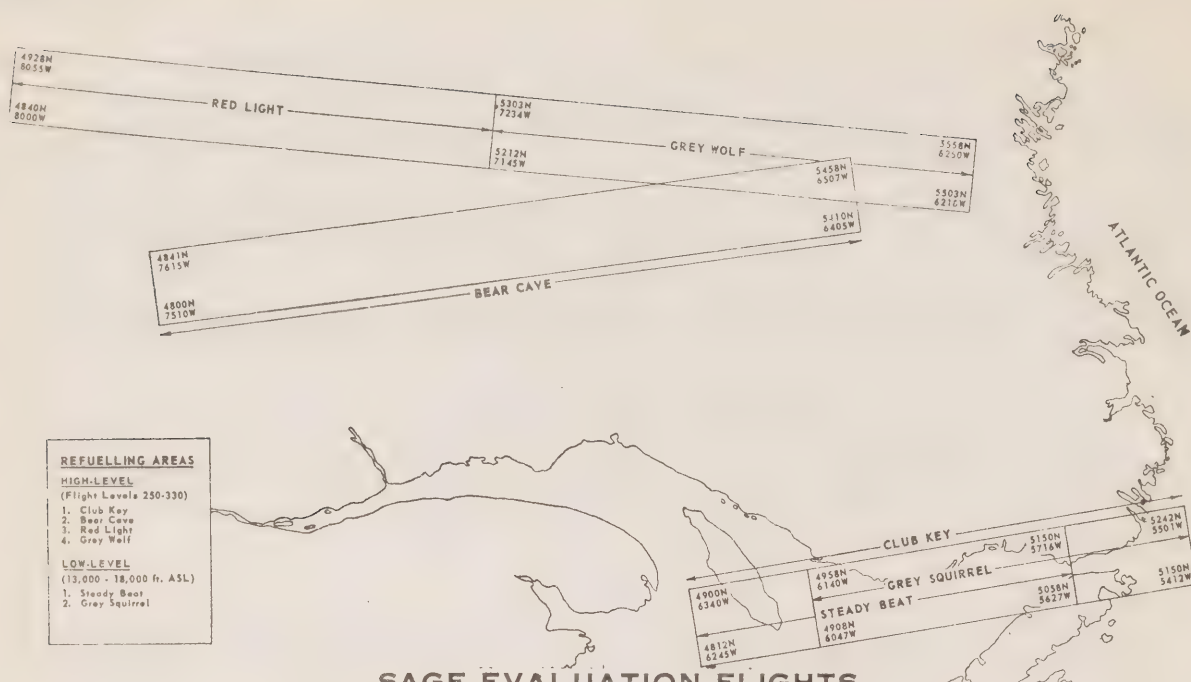 4928N
8055W
RED LIGHT
4840N
8000W
5303N
7234W
GREY WOLF
5212N
7145W
5558N
6250W
5503N
5458N
6507W
6405W
4841N
7615W
BEAR CAVE
4800N
7510W
ATLANTIC OCEAN
REFUELLING AREAS
HIGH-LEVEL
(Flight Levels 250-330)
1. Club Key
2. Bear Cave
3. Red Light
4. Grey Wolf
LOW-LEVEL
(13,000 - 18,000 ft. ASL)
1. Steady Beat
2. Grey Squirrel
CLUB KEY
5242N
5501W
5150N
5716W
4958N
6140W
GREY SQUIRREL
4900N
6340W
STEADY BEAT
5058N
5627W
5150N
5412W
4908N
6047W
4812N
6245W
SAGE EVALUATION FLIGHTS